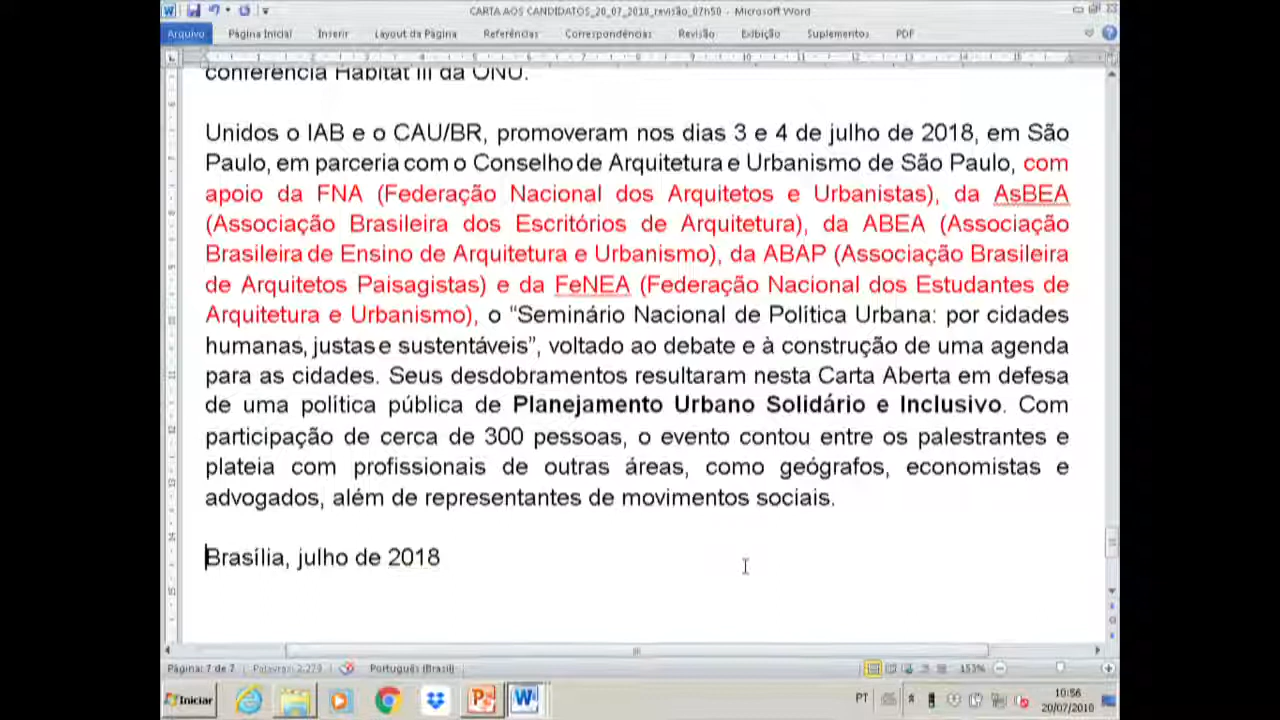 CARTA AOS CANDIDATOS_20_07_2018_revisão_07h50 - Microsoft Word
Arquivo Página Inicial Inserir Layout da Página Referências Correspondências Revisão Exibição Suplementos PDF
conferência Habitat III da ONU.
Unidos o IAB e o CAU/BR, promoveram nos dias 3 e 4 de julho de 2018, em São
Paulo, em parceria com o Conselho de Arquitetura e Urbanismo de São Paulo, com
apoio da FNA (Federação Nacional dos Arquitetos e Urbanistas), da AsBEA
(Associação Brasileira dos Escritórios de Arquitetura), da ABEA (Associação
Brasileira de Ensino de Arquitetura e Urbanismo), da ABAP (Associação Brasileira
de Arquitetos Paisagistas) e da FeNEA (Federação Nacional dos Estudantes de
Arquitetura e Urbanismo), o “Seminário Nacional de Política Urbana: por cidades
humanas, justas e sustentáveis”, voltado ao debate e à construção de uma agenda
para as cidades. Seus desdobramentos resultaram nesta Carta Aberta em defesa
de uma política pública de Planejamento Urbano Solidário e Inclusivo. Com
participação de cerca de 300 pessoas, o evento contou entre os palestrantes e
plateia com profissionais de outras áreas, como geógrafos, economistas e
advogados, além de representantes de movimentos sociais.
Brasília, julho de 2018
Página: 7 de 7 Palavras: 2.279 Português (Brasil) 153%
Iniciar PT 10:56
20/07/2018